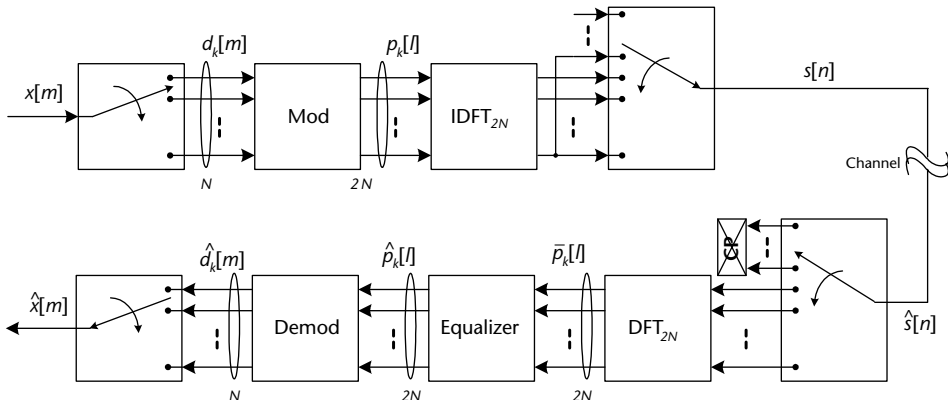 d_k[m]
p_k[l]
x[m]
Mod
IDFT_2N
s[n]
N
2N
Channel
CP
d̂_k[m]
p̂_k[l]
p̄_k[l]
x̂[m]
Demod
Equalizer
DFT_2N
ŝ[n]
N
2N
2N